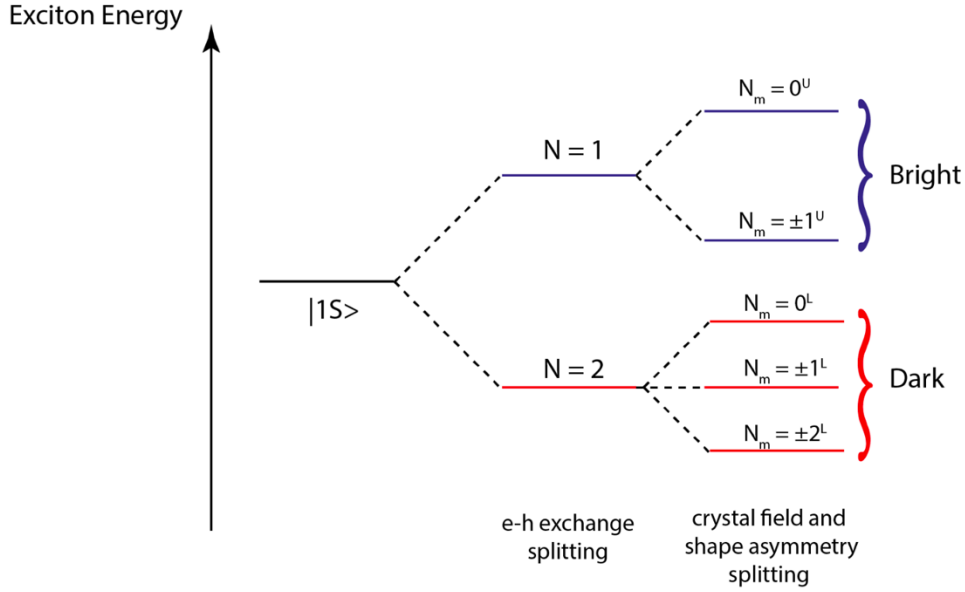 Exciton Energy
|1S>
N = 1
N = 2
N_m = 0^U
N_m = ±1^U
N_m = 0^L
N_m = ±1^L
N_m = ±2^L
Bright
Dark
e-h exchange
splitting
crystal field and
shape asymmetry
splitting